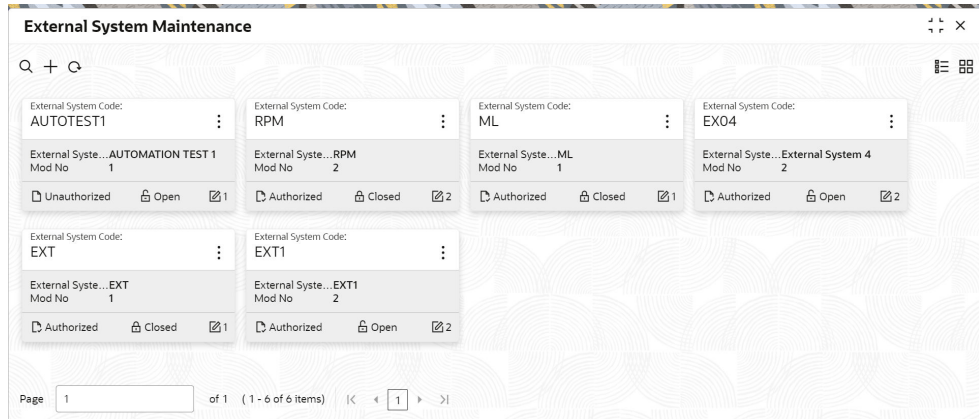 External System Maintenance
External System Code: External System Code: External System Code: External System Code:
AUTOTEST1 RPM ML EX04
External Syste...AUTOMATION TEST 1 External Syste...RPM External Syste...ML External Syste...External System 4
Mod No 1 Mod No 2 Mod No 1 Mod No 2
Unauthorized Open 1 Authorized Closed 2 Authorized Closed 1 Authorized Open 2
External System Code: External System Code:
EXT EXT1
External Syste...EXT External Syste...EXT1
Mod No 1 Mod No 2
Authorized Closed 1 Authorized Open 2
Page 1 of 1 ( 1 - 6 of 6 items) 1